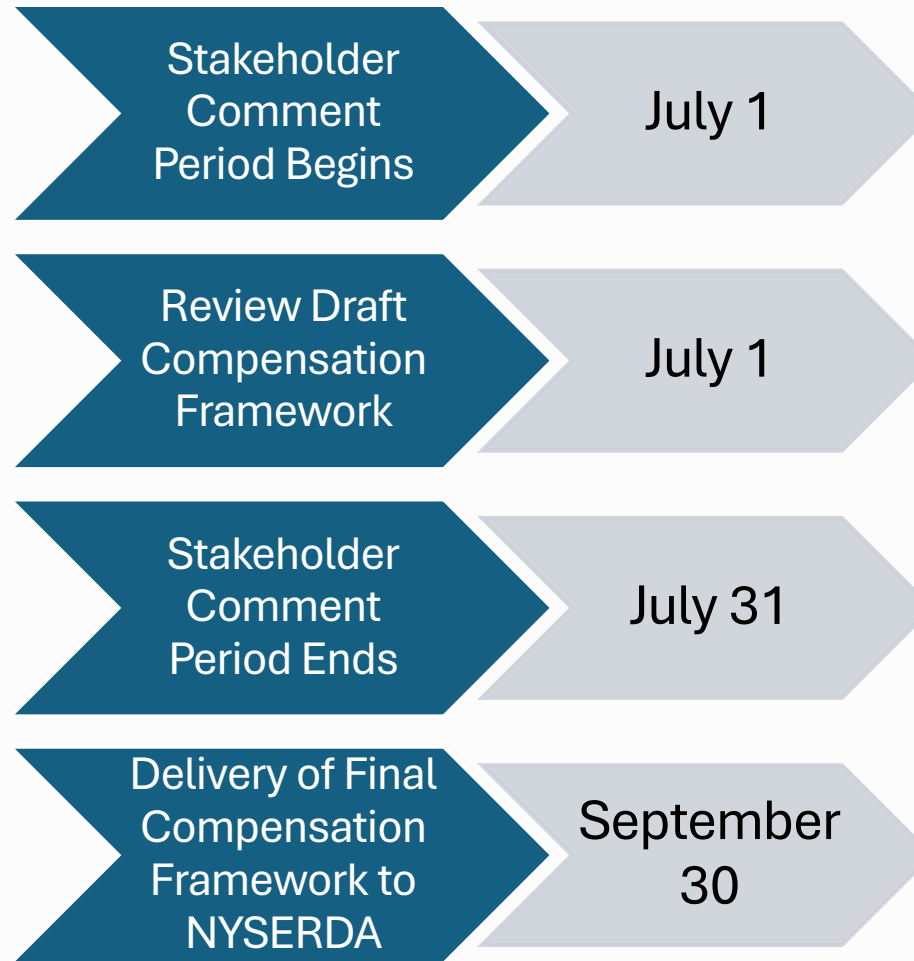 Stakeholder
Comment
Period Begins
July 1
Review Draft
Compensation
Framework
July 1
Stakeholder
Comment
Period Ends
July 31
Delivery of Final
Compensation
Framework to
NYSERDA
September
30